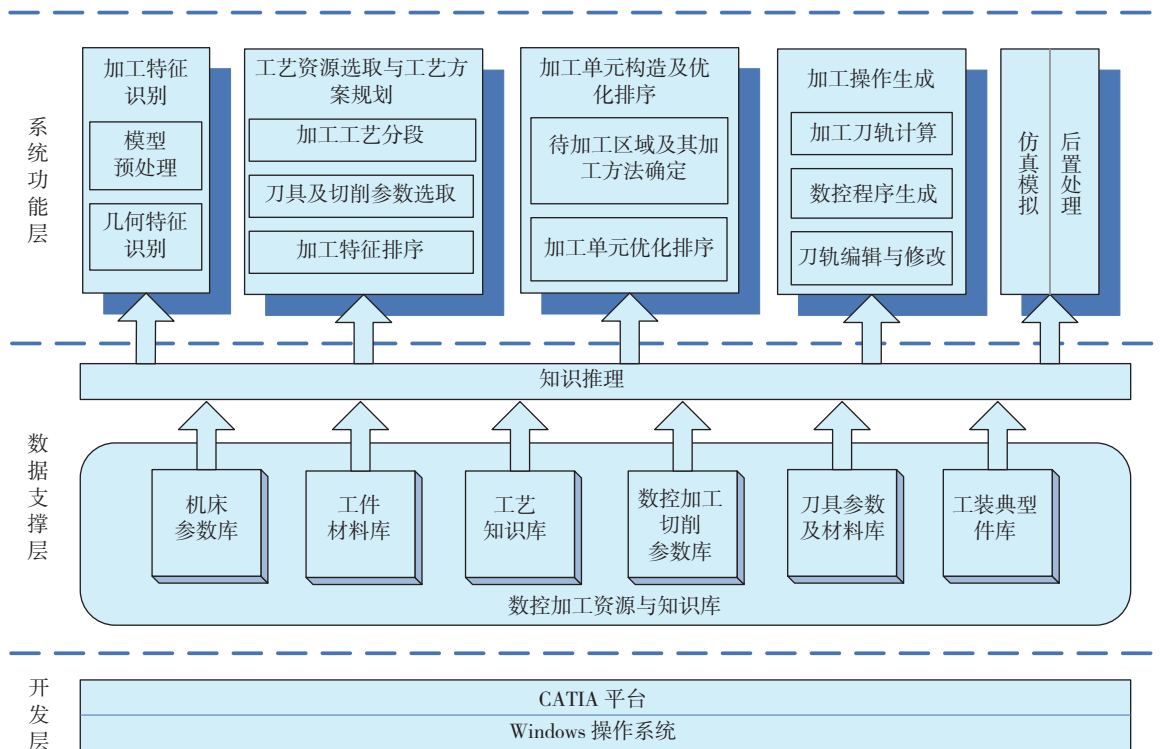 系统功能层
加工特征
识别
模型
预处理
几何特征
识别
工艺资源选取与工艺方
案规划
加工工艺分段
刀具及切削参数选取
加工特征排序
加工单元构造及优
化排序
待加工区域及其加
工方法确定
加工单元优化排序
加工操作生成
加工刀轨计算
数控程序生成
刀轨编辑与修改
仿真模拟
后置处理
知识推理
数据支撑层
机床
参数库
工件
材料库
工艺
知识库
数控加工
切削
参数库
刀具参数
及材料库
工装典型
件库
数控加工资源与知识库
开发层
CATIA 平台
Windows 操作系统